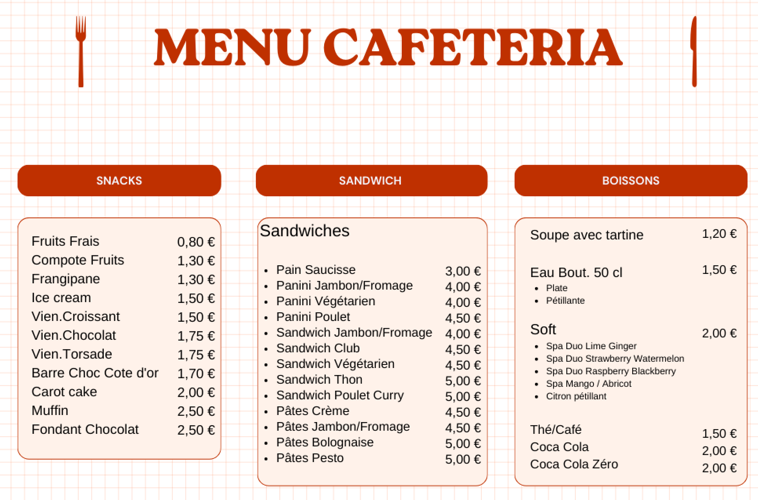 MENU CAFETERIA
SNACKS
Fruits Frais 0,80 €
Compote Fruits 1,30 €
Frangipane 1,30 €
Ice cream 1,50 €
Vien.Croissant 1,50 €
Vien.Chocolat 1,75 €
Vien.Torsade 1,75 €
Barre Choc Cote d'or 1,70 €
Carot cake 2,00 €
Muffin 2,50 €
Fondant Chocolat 2,50 €
SANDWICH
Sandwiches
• Pain Saucisse 3,00 €
• Panini Jambon/Fromage 4,00 €
• Panini Végétarien 4,00 €
• Panini Poulet 4,50 €
• Sandwich Jambon/Fromage 4,00 €
• Sandwich Club 4,50 €
• Sandwich Végétarien 4,50 €
• Sandwich Thon 5,00 €
• Sandwich Poulet Curry 5,00 €
• Pâtes Crème 4,50 €
• Pâtes Jambon/Fromage 4,50 €
• Pâtes Bolognaise 5,00 €
• Pâtes Pesto 5,00 €
BOISSONS
Soupe avec tartine 1,20 €
Eau Bout. 50 cl 1,50 €
• Plate
• Pétillante
Soft 2,00 €
• Spa Duo Lime Ginger
• Spa Duo Strawberry Watermelon
• Spa Duo Raspberry Blackberry
• Spa Mango / Abricot
• Citron pétillant
Thé/Café 1,50 €
Coca Cola 2,00 €
Coca Cola Zéro 2,00 €